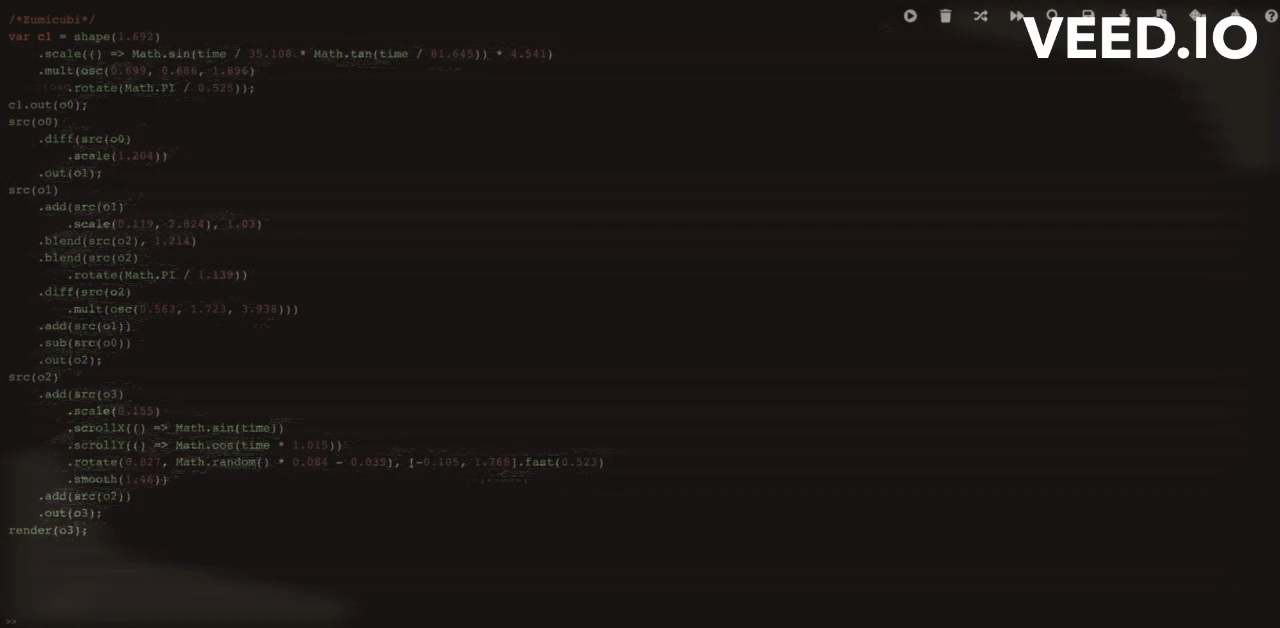 /*Zumicubi*/
VEED.IO
var c1 = shape(1.692)
.scale(() => Math.sin(time / 35.108 * Math.tan(time / 81.645)) * 4.541)
.mult(osc(0.699, 0.686, 1.896)
.rotate(Math.PI / 0.525));
c1.out(o0);
src(o0)
.diff(src(o0)
.scale(1.204))
.out(o1);
src(o1)
.add(src(o1)
.scale(0.119, 2.824), 1.03)
.blend(src(o2), 1.214)
.blend(src(o2)
.rotate(Math.PI / 1.139))
.diff(src(o2)
.mult(osc(0.563, 1.723, 3.938)))
.add(src(o1))
.sub(src(o0))
.out(o2);
src(o2)
.add(src(o3)
.scale(0.155)
.scrollX(() => Math.sin(time))
.scrollY(() => Math.cos(time * 1.015))
.rotate(0.827, Math.random() * 0.084 - 0.039), [-0.105, 1.768].fast(0.523)
.smooth(1.46))
.add(src(o2))
.out(o3);
render(o3);
>>